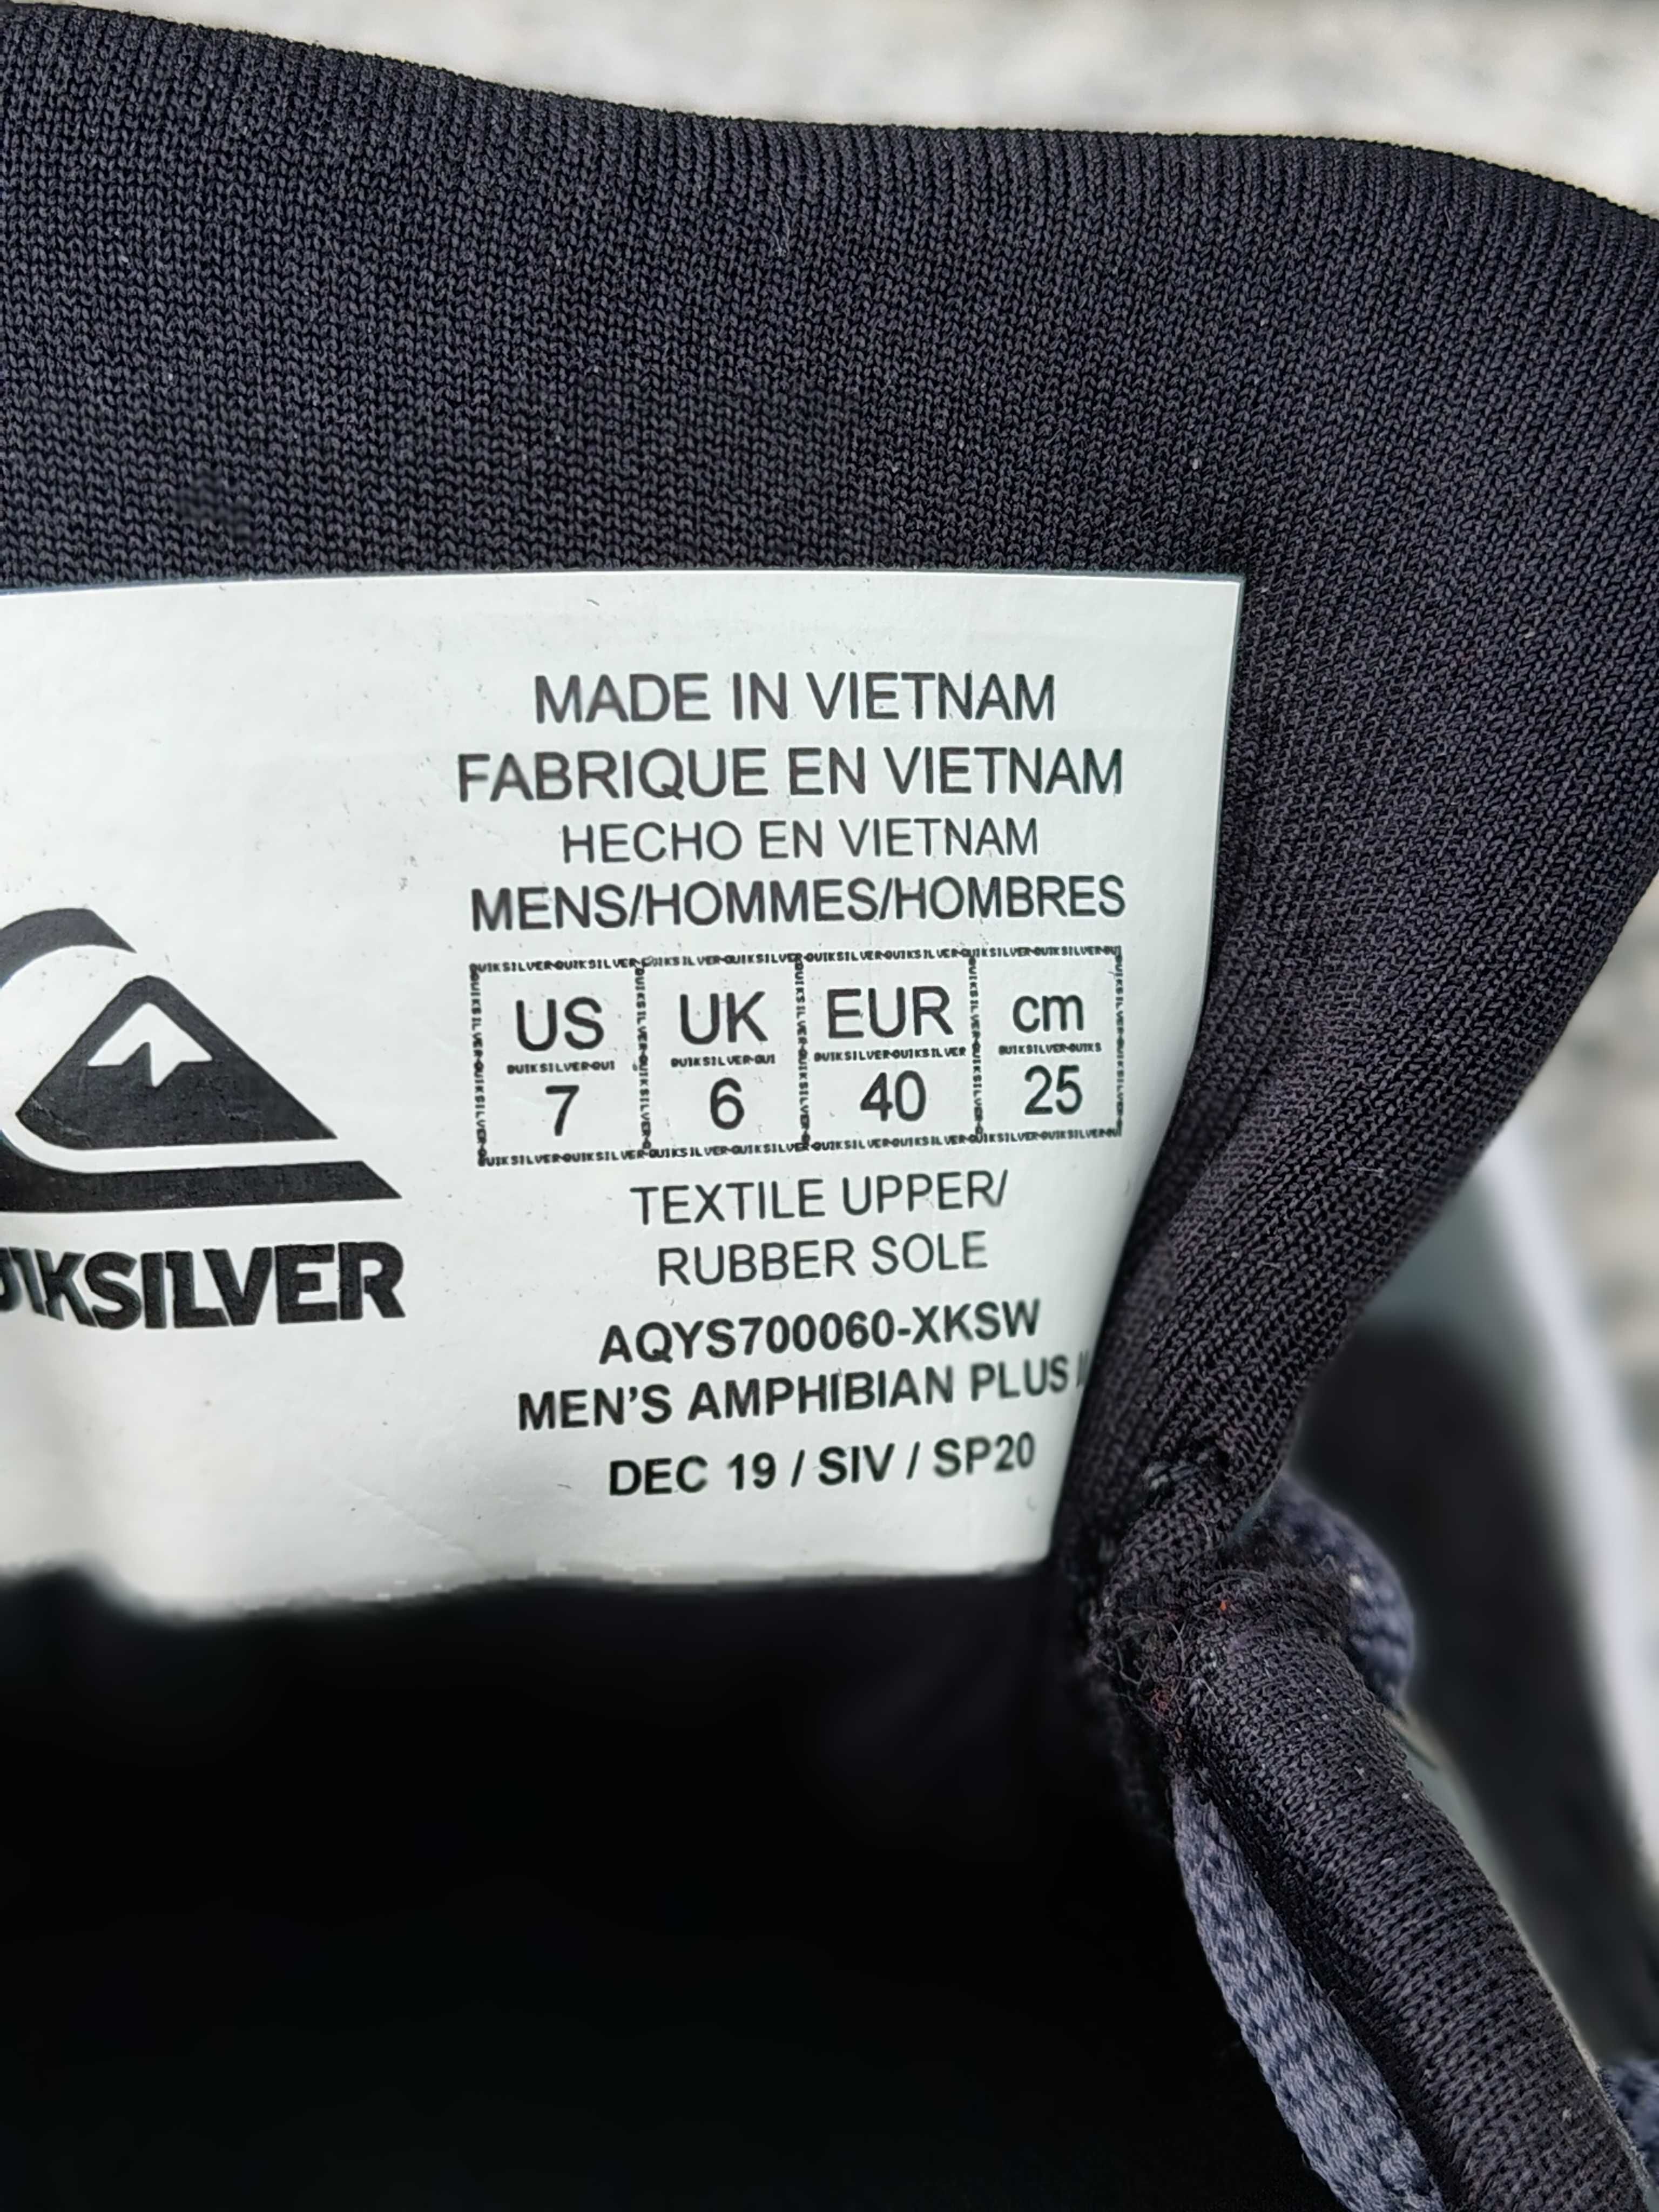 MADE IN VIETNAM
FABRIQUE EN VIETNAM
HECHO EN VIETNAM
MENS/HOMMES/HOMBRES
US UK EUR cm
7 6 40 25
TEXTILE UPPER/
RUBBER SOLE
UIKSILVER
AQYS700060-XKSW
MEN'S AMPHIBIAN PLUS
DEC 19 / SIV / SP20